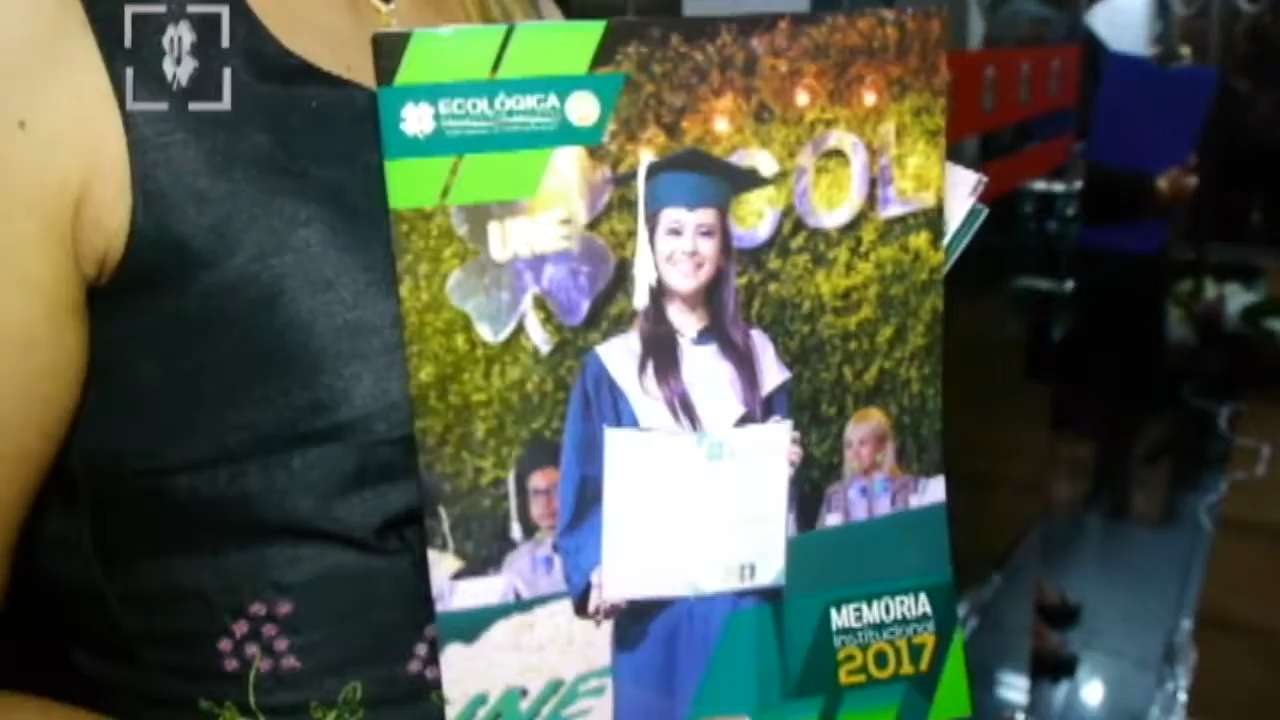 ECOLÓGICA
UNE
COL
MEMORIA
Institucional
2017
UNE